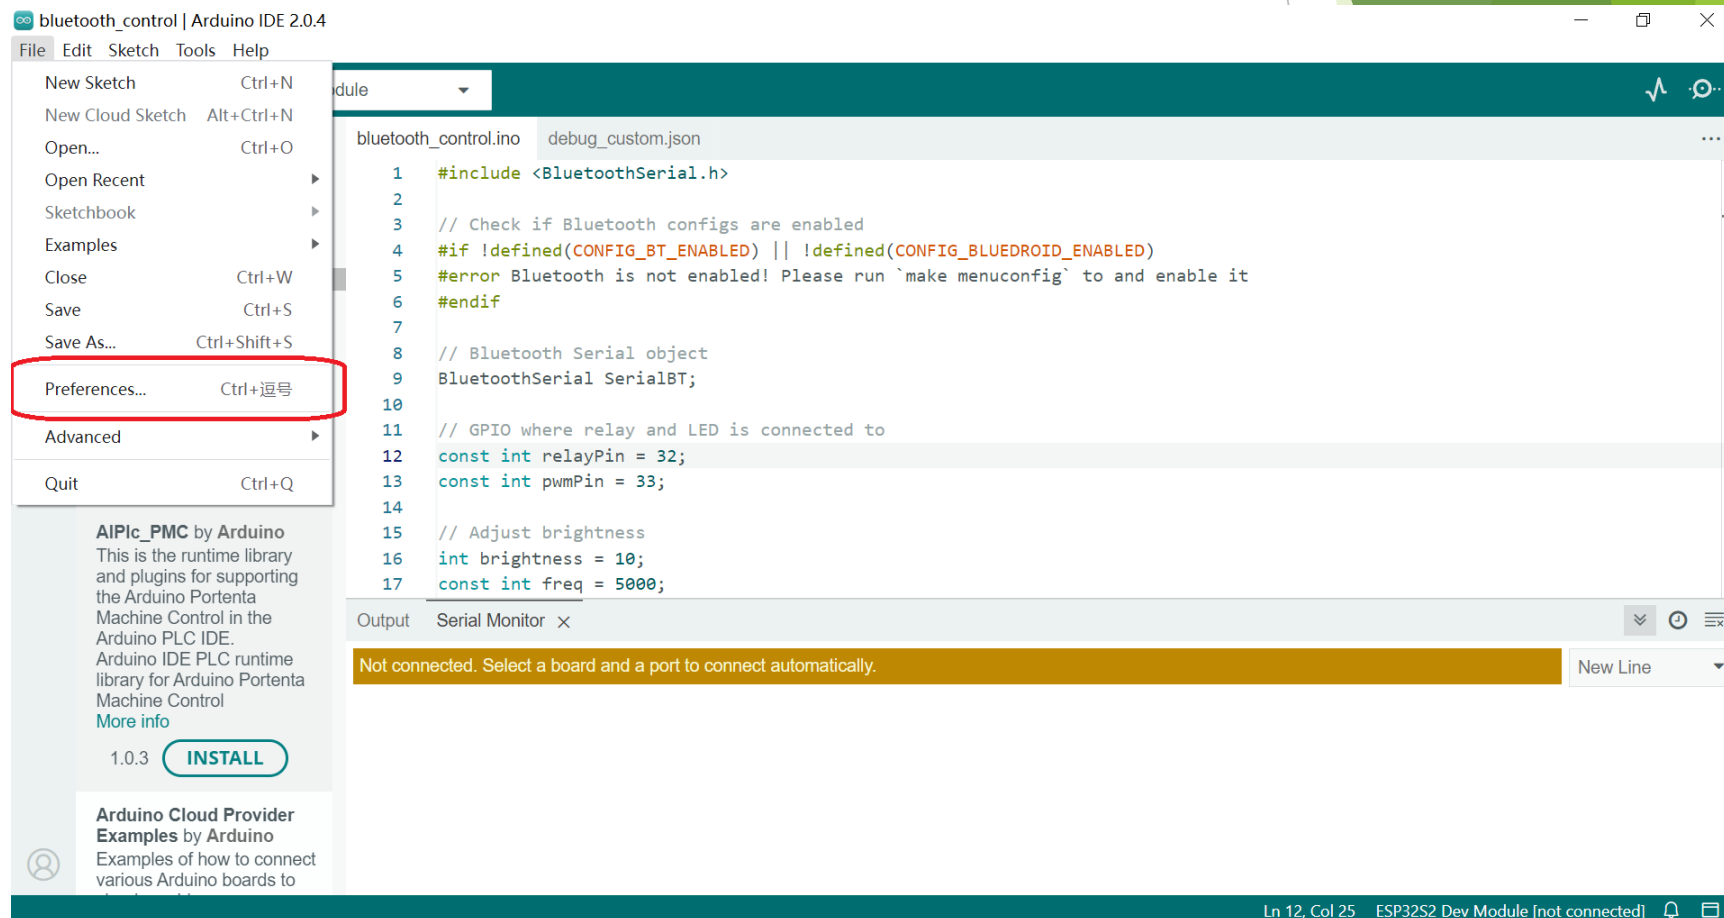 bluetooth_control | Arduino IDE 2.0.4
File Edit Sketch Tools Help
New Sketch Ctrl+N
New Cloud Sketch Alt+Ctrl+N
Open... Ctrl+O
Open Recent
Sketchbook
Examples
Close Ctrl+W
Save Ctrl+S
Save As... Ctrl+Shift+S
Preferences... Ctrl+逗号
Advanced
Quit Ctrl+Q
dule
bluetooth_control.ino debug_custom.json
1 #include <BluetoothSerial.h>
2
3 // Check if Bluetooth configs are enabled
4 #if !defined(CONFIG_BT_ENABLED) || !defined(CONFIG_BLUEDROID_ENABLED)
5 #error Bluetooth is not enabled! Please run `make menuconfig` to and enable it
6 #endif
7
8 // Bluetooth Serial object
9 BluetoothSerial SerialBT;
10
11 // GPIO where relay and LED is connected to
12 const int relayPin = 32;
13 const int pwmPin = 33;
14
15 // Adjust brightness
16 int brightness = 10;
17 const int freq = 5000;
AIPlc_PMC by Arduino
This is the runtime library
and plugins for supporting
the Arduino Portenta
Machine Control in the
Arduino PLC IDE.
Arduino IDE PLC runtime
library for Arduino Portenta
Machine Control
More info
1.0.3 INSTALL
Arduino Cloud Provider
Examples by Arduino
Examples of how to connect
various Arduino boards to
Output Serial Monitor
Not connected. Select a board and a port to connect automatically.
New Line
Ln 12, Col 25 ESP32S2 Dev Module [not connected]